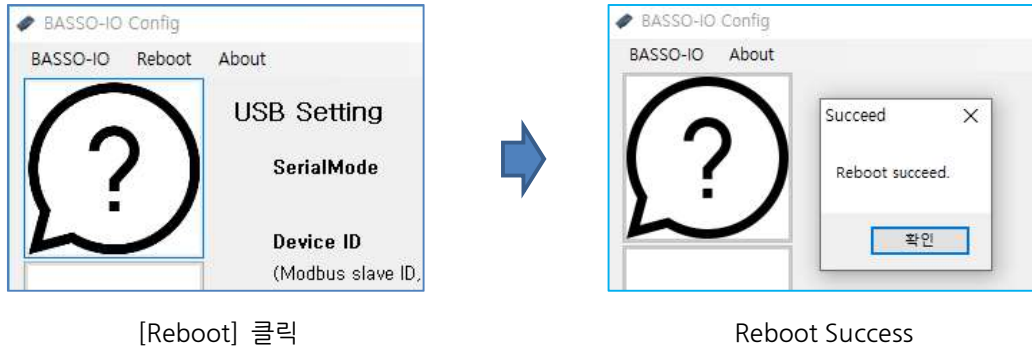 BASSO-IO Config
BASSO-IO Reboot About
?
USB Setting
SerialMode
Device ID
(Modbus slave ID,
[Reboot] 클릭
BASSO-IO Config
BASSO-IO About
?
Succeed
Reboot succeed.
확인
Reboot Success